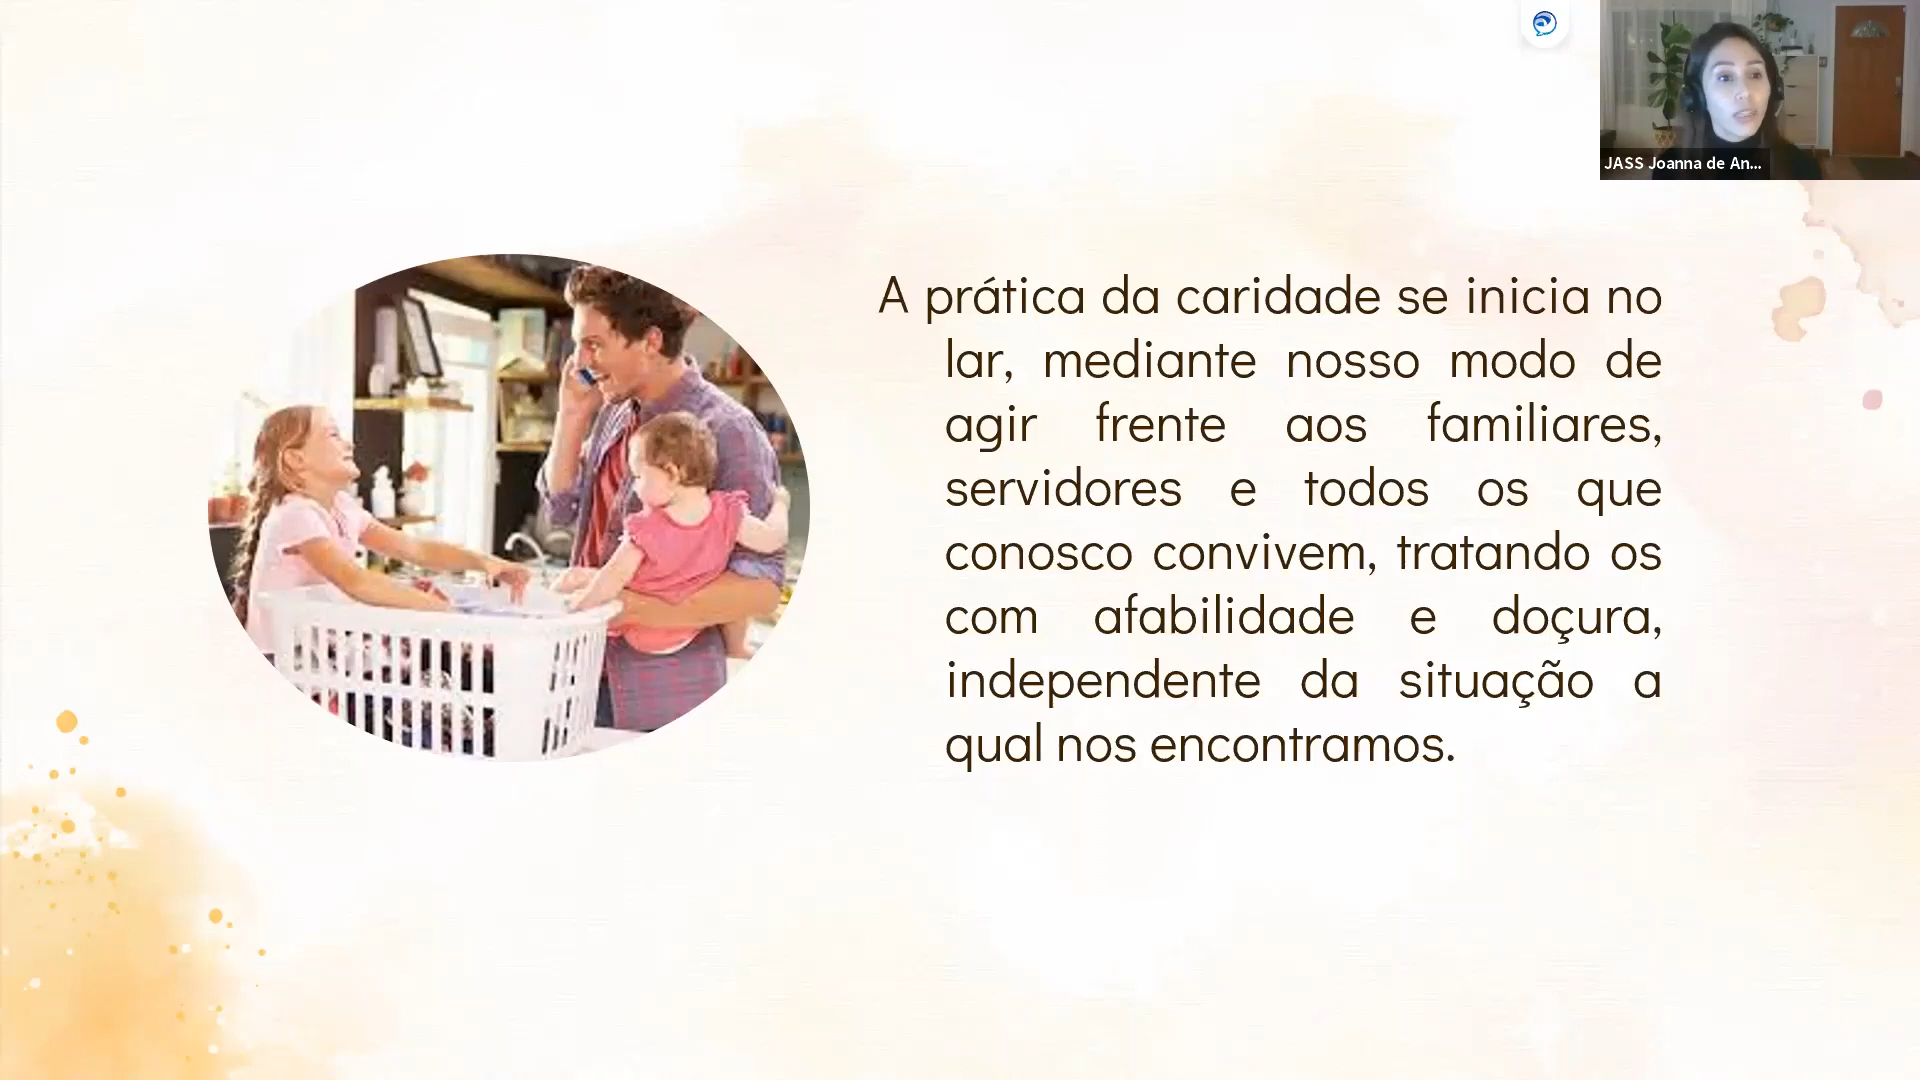 JASS Joanna de An...
A prática da caridade se inicia no
lar, mediante nosso modo de
agir frente aos familiares,
servidores e todos os que
conosco convivem, tratando os
com afabilidade e doçura,
independente da situação a
qual nos encontramos.